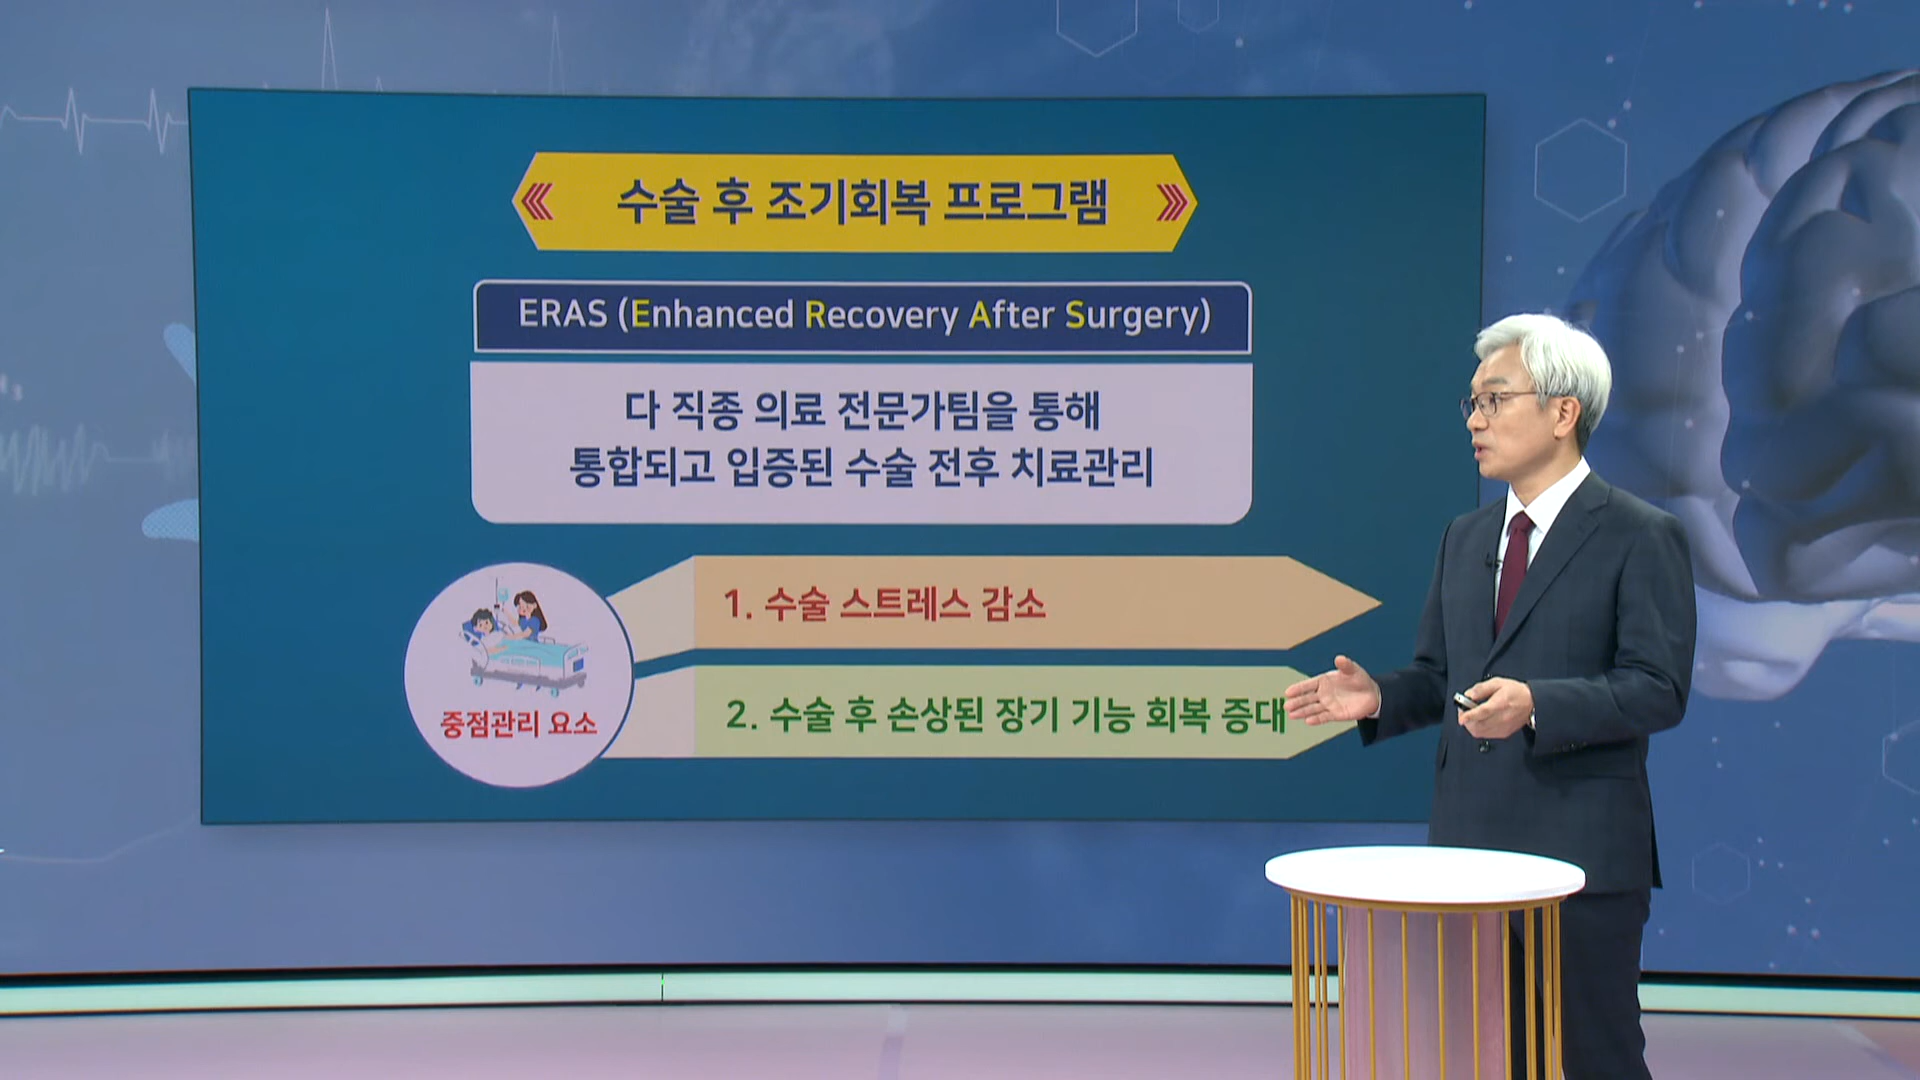 수술 후 조기회복 프로그램
ERAS (Enhanced Recovery After Surgery)
다 직종 의료 전문가팀을 통해
통합되고 입증된 수술 전후 치료관리
중점관리 요소
1. 수술 스트레스 감소
2. 수술 후 손상된 장기 기능 회복 증대